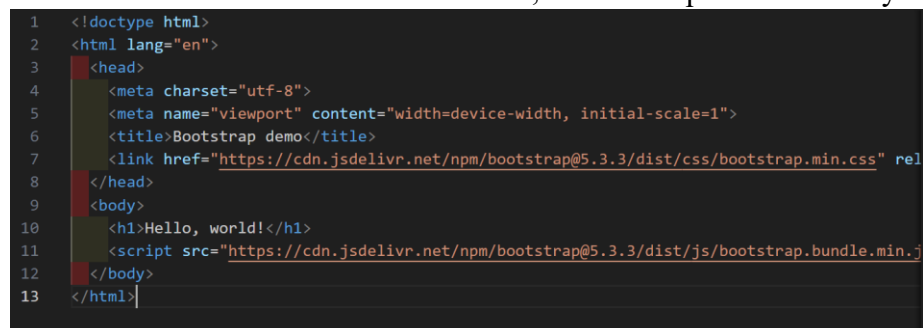 1 <!doctype html>
2 <html lang="en">
3 <head>
4 <meta charset="utf-8">
5 <meta name="viewport" content="width=device-width, initial-scale=1">
6 <title>Bootstrap demo</title>
7 <link href="https://cdn.jsdelivr.net/npm/bootstrap@5.3.3/dist/css/bootstrap.min.css" rel
8 </head>
9 <body>
10 <h1>Hello, world!</h1>
11 <script src="https://cdn.jsdelivr.net/npm/bootstrap@5.3.3/dist/js/bootstrap.bundle.min.j
12 </body>
13 </html>